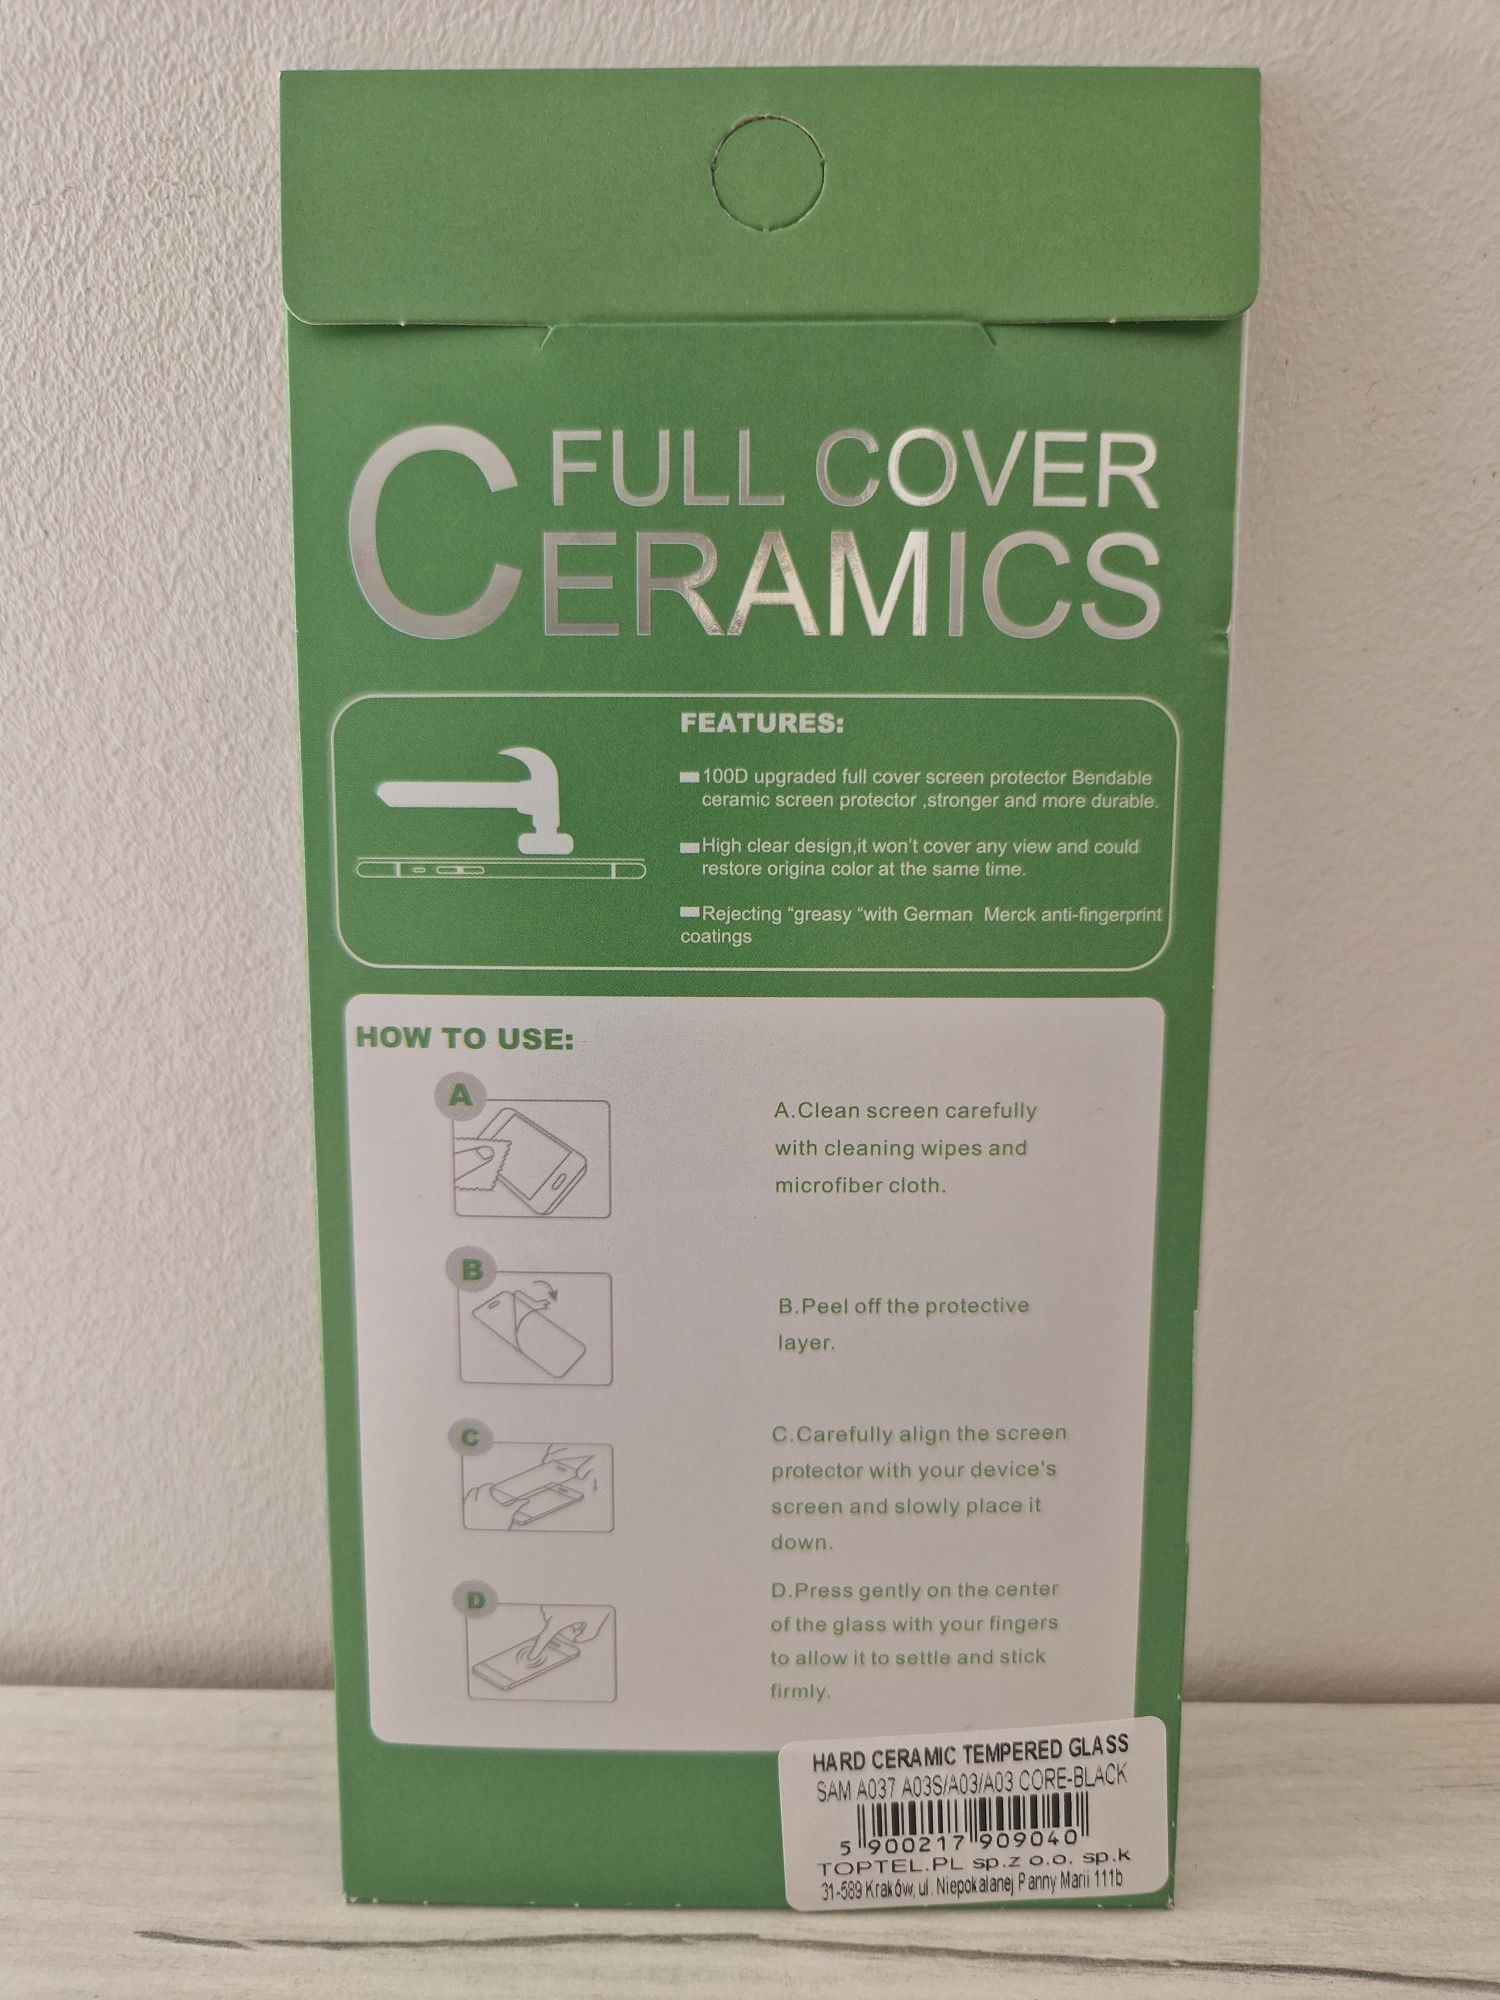 FULL COVER
CERAMICS
FEATURES:
100D upgraded full cover screen protector Bendable
ceramic screen protector ,stronger and more durable.
High clear design,it won't cover any view and could
restore origina color at the same time.
Rejecting “greasy “with German Merck anti-fingerprint
coatings
HOW TO USE:
A
A.Clean screen carefully
with cleaning wipes and
microfiber cloth.
B
B.Peel off the protective
layer.
C
C.Carefully align the screen
protector with your device's
screen and slowly place it
down.
D
D.Press gently on the center
of the glass with your fingers
to allow it to settle and stick
firmly.
HARD CERAMIC TEMPERED GLASS
SAM A037 A03S/A03/A03 CORE-BLACK
5 900217 909040
TOPTEL.PL sp.z o.o. sp.k
31-589 Kraków, ul. Niepokalanej Panny Marii 111b